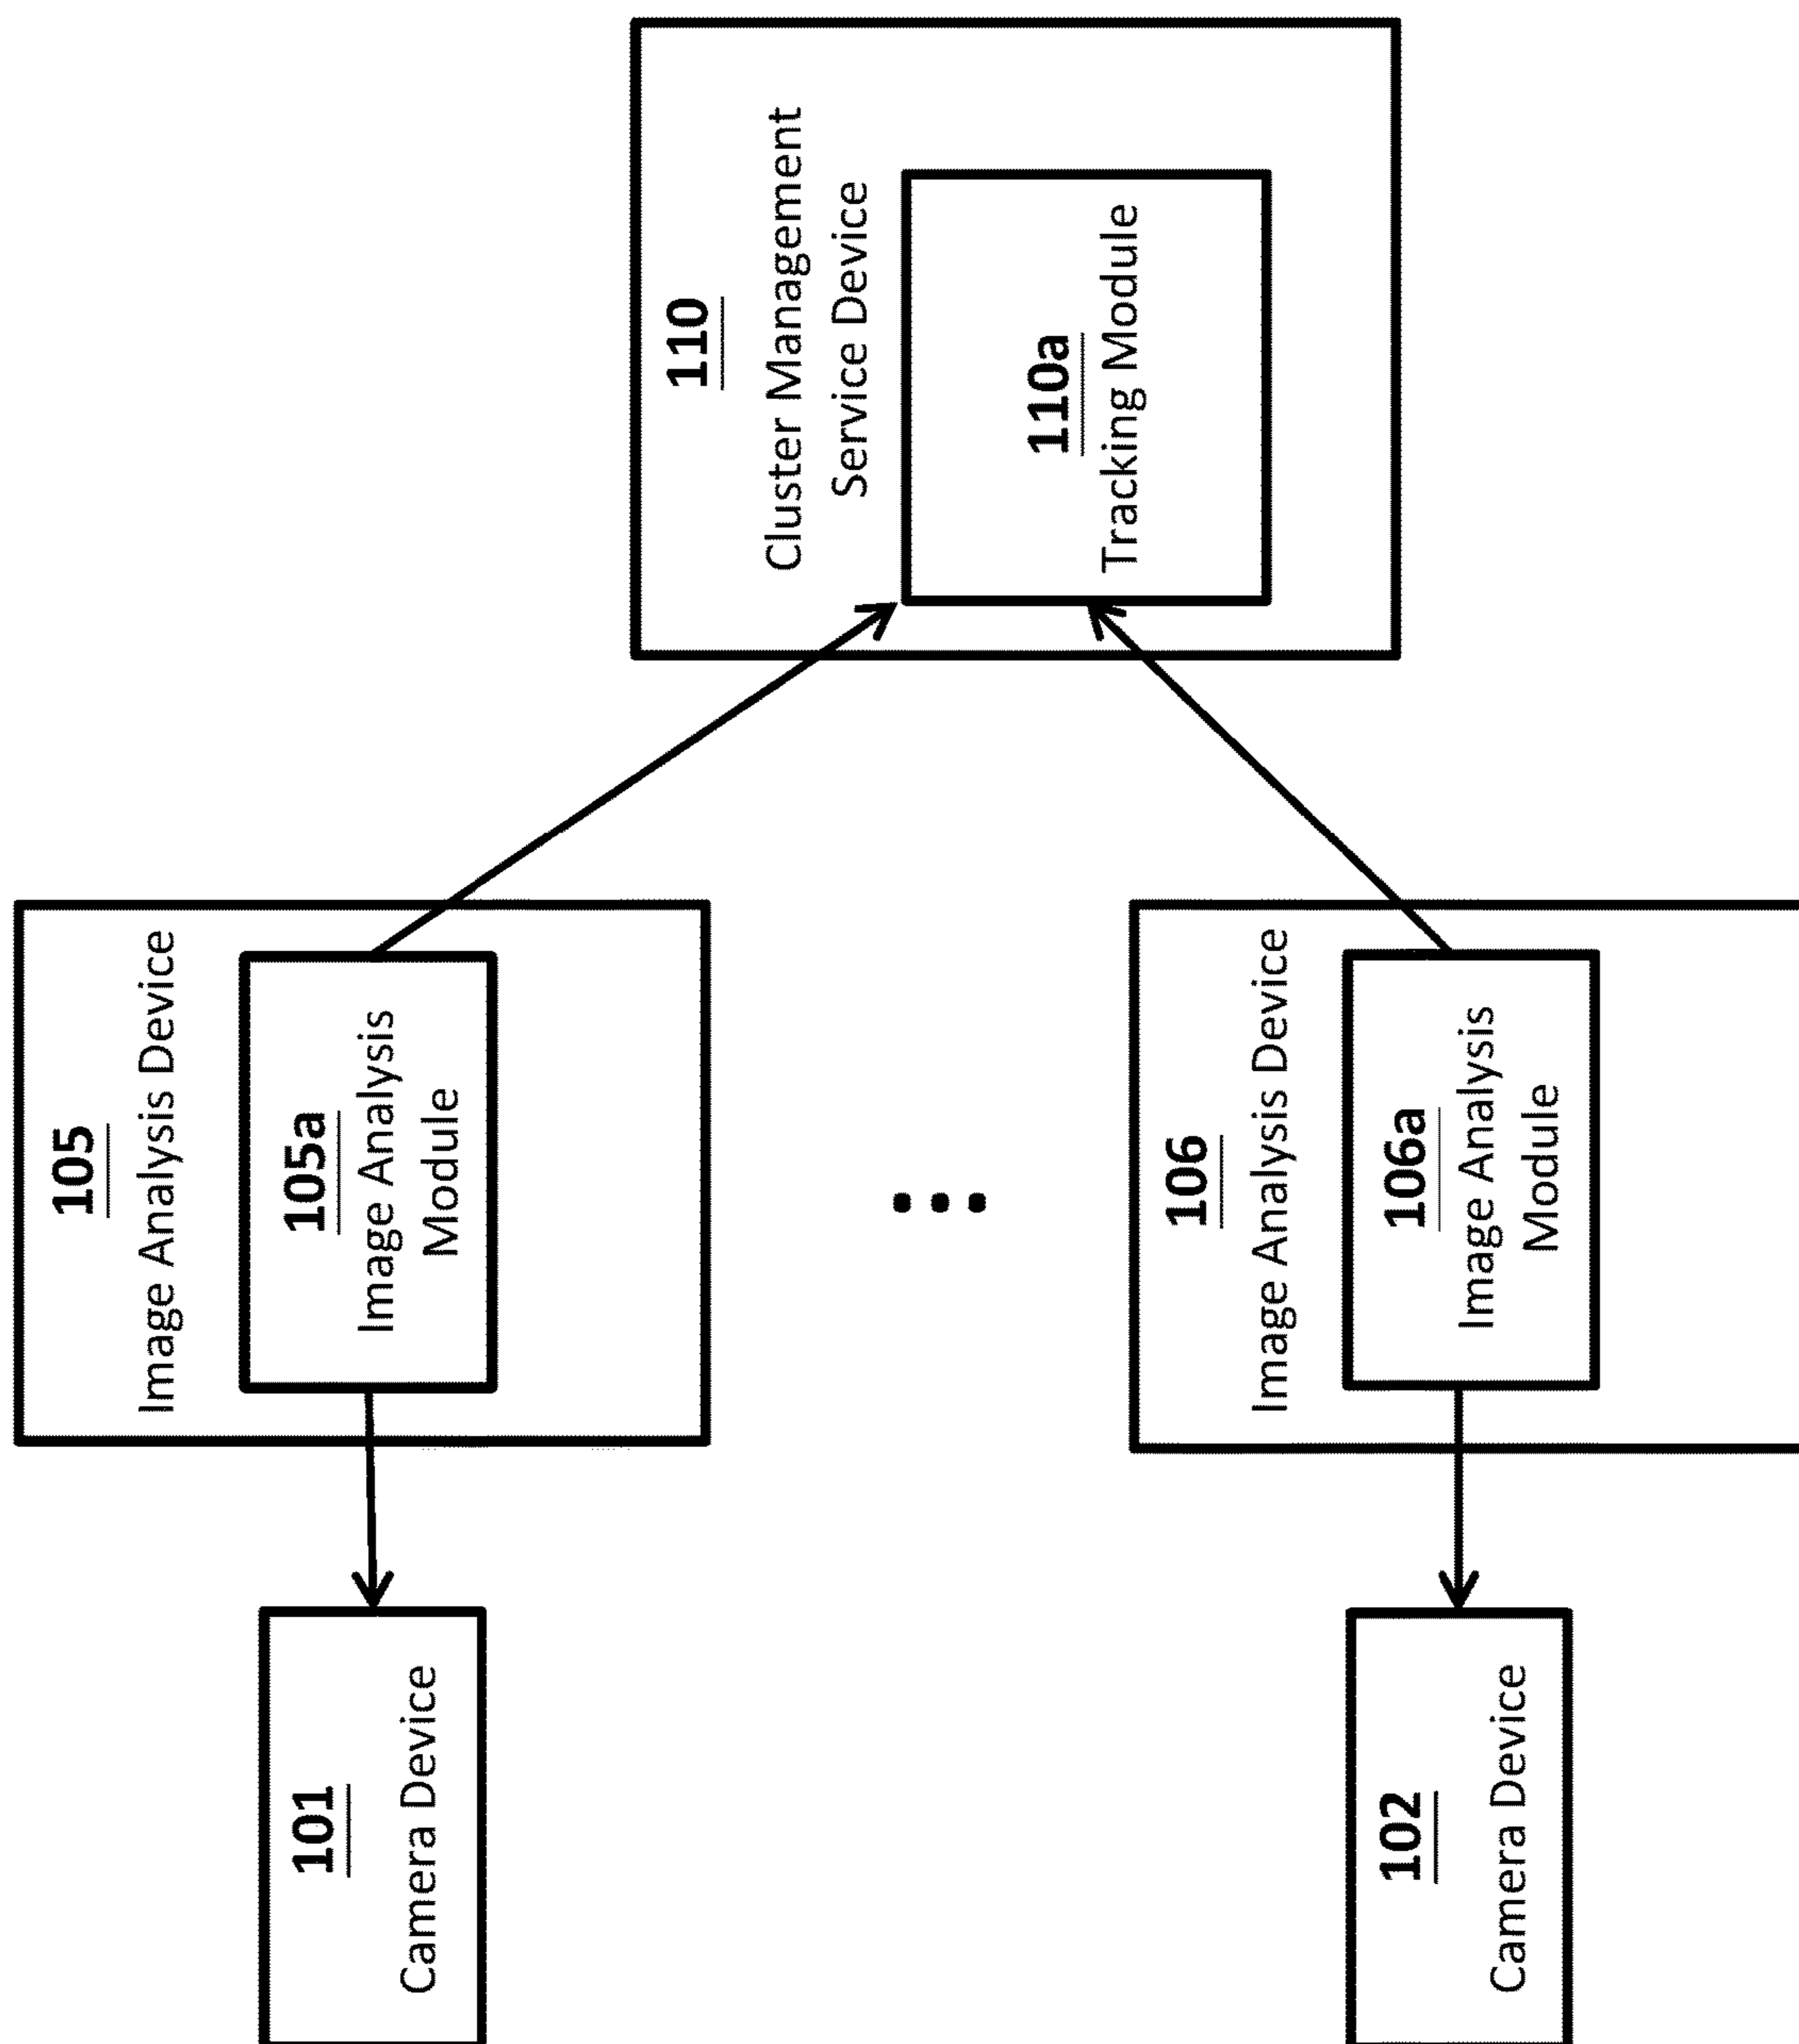 101
Camera Device
105
Image Analysis Device
105a
Image Analysis
Module
110
Cluster Management
Service Device
110a
Tracking Module
102
Camera Device
106
Image Analysis Device
106a
Image Analysis
Module